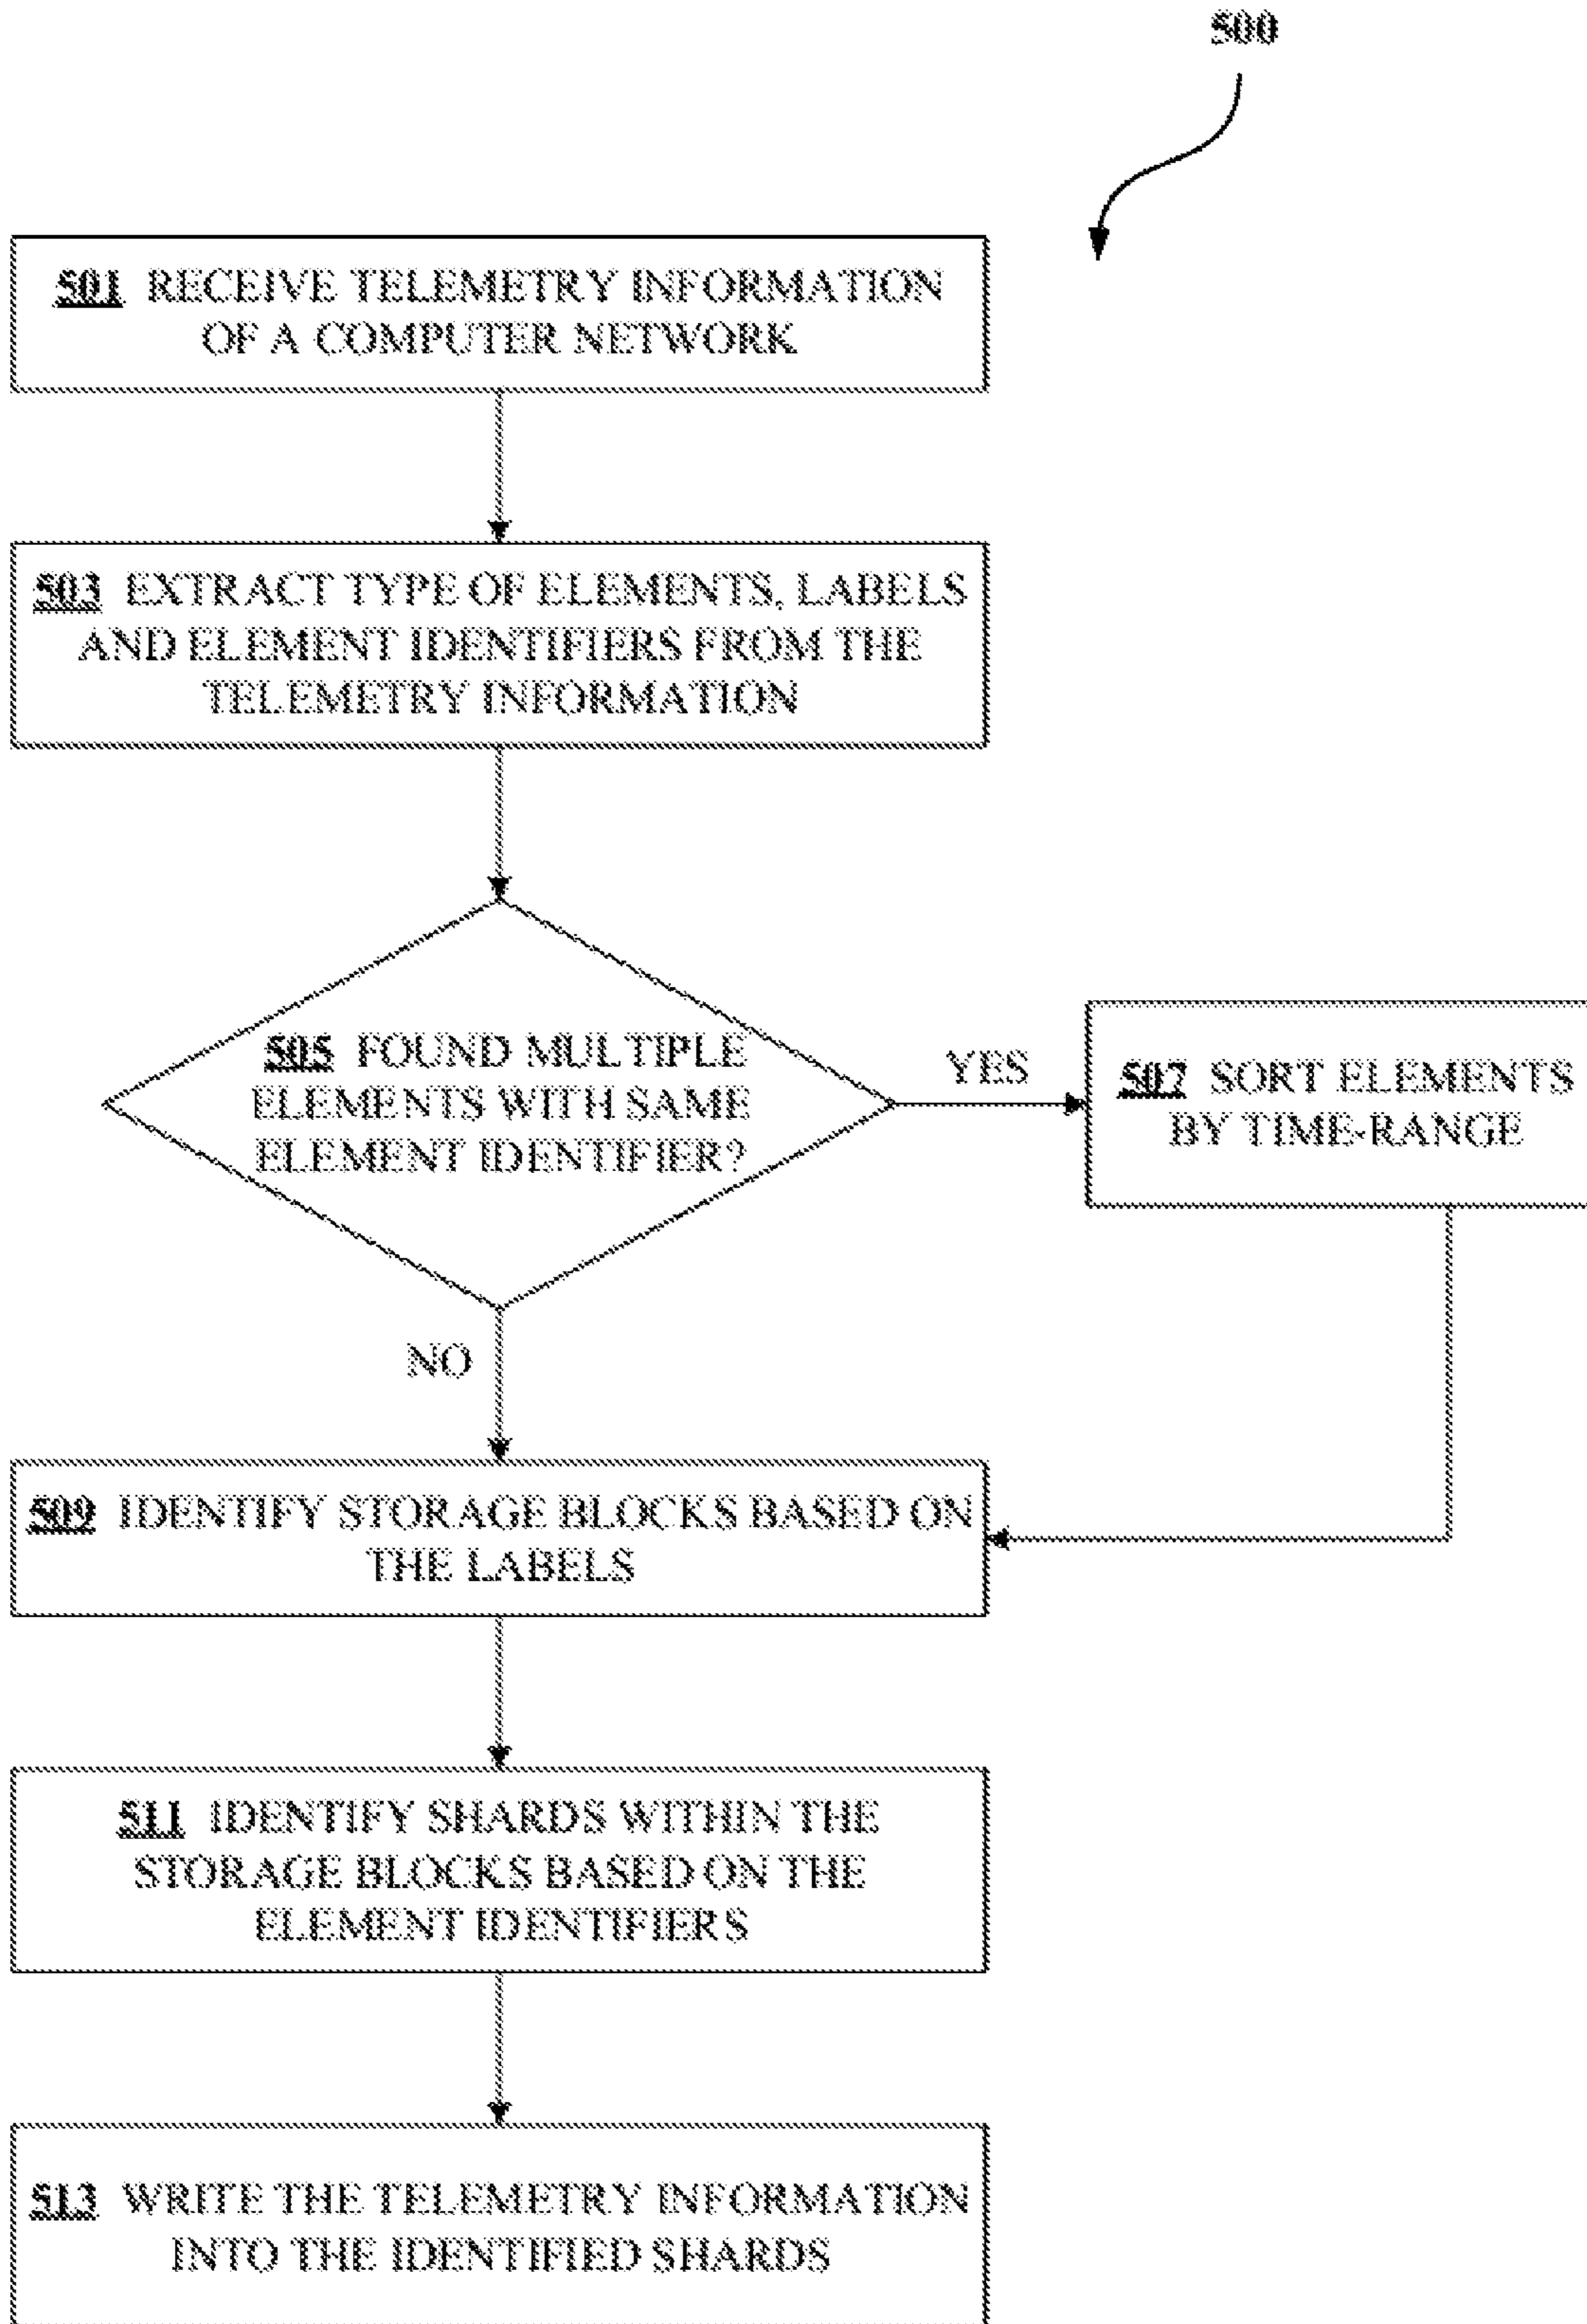 500
501 RECEIVE TELEMETRY INFORMATION
OF A COMPUTER NETWORK
503 EXTRACT TYPE OF ELEMENTS, LABELS
AND ELEMENT IDENTIFIERS FROM THE
TELEMETRY INFORMATION
505 FOUND MULTIPLE
ELEMENTS WITH SAME
ELEMENT IDENTIFIER?
YES
507 SORT ELEMENTS
BY TIME-RANGE
NO
509 IDENTIFY STORAGE BLOCKS BASED ON
THE LABELS
511 IDENTIFY SHARDS WITHIN THE
STORAGE BLOCKS BASED ON THE
ELEMENT IDENTIFIERS
513 WRITE THE TELEMETRY INFORMATION
INTO THE IDENTIFIED SHARDS